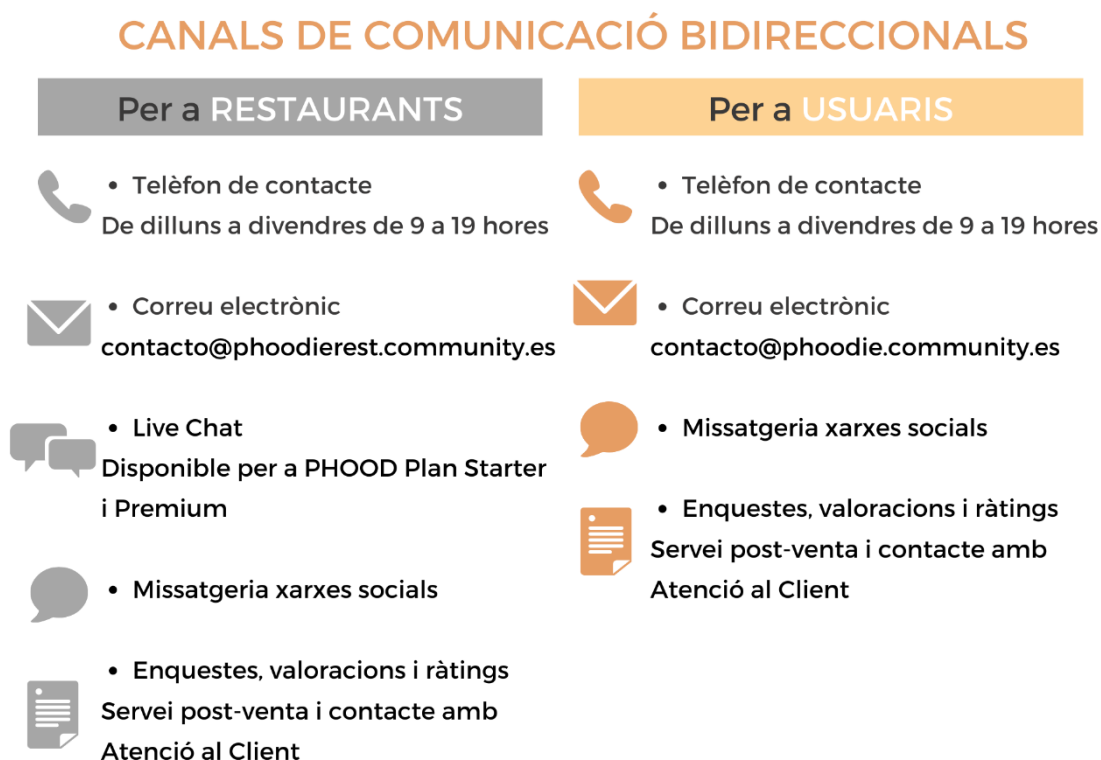 CANALS DE COMUNICACIÓ BIDIRECCIONALS
Per a RESTAURANTS
• Telèfon de contacte
De dilluns a divendres de 9 a 19 hores
• Correu electrònic
contacto@phoodierest.community.es
• Live Chat
Disponible per a PHOOD Plan Starter
i Premium
• Missatgeria xarxes socials
• Enquestes, valoracions i ràtings
Servei post-venta i contacte amb
Atenció al Client
Per a USUARIS
• Telèfon de contacte
De dilluns a divendres de 9 a 19 hores
• Correu electrònic
contacto@phoodie.community.es
• Missatgeria xarxes socials
• Enquestes, valoracions i ràtings
Servei post-venta i contacte amb
Atenció al Client